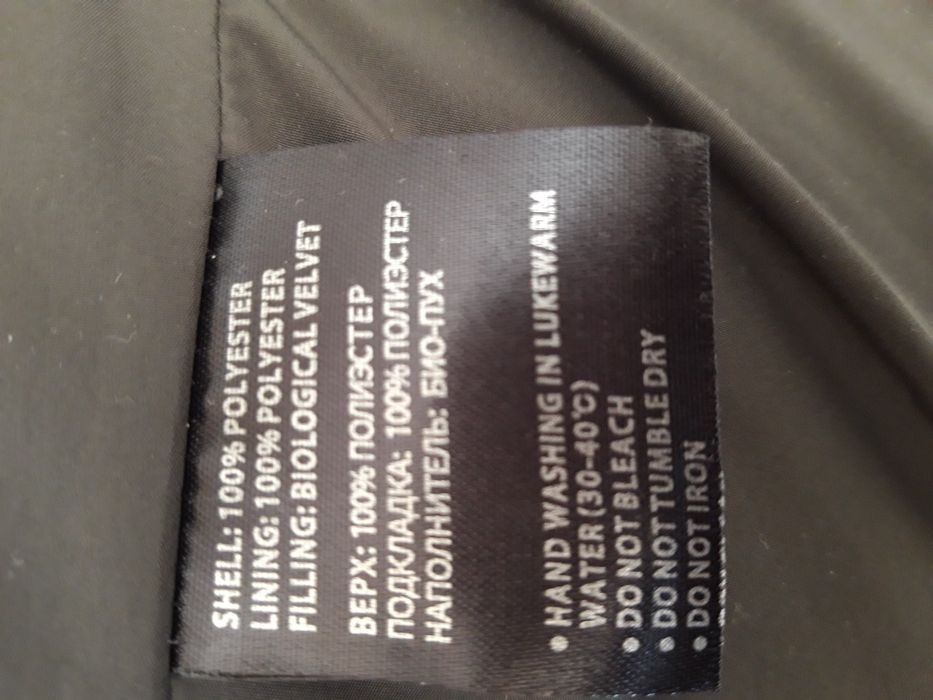 SHELL: 100% POLYESTER
LINING: 100% POLYESTER
FILLING: BIOLOGICAL VELVET
ВЕРХ: 100% ПОЛИЭСТЕР
ПОДКЛАДКА: 100% ПОЛИЭСТЕР
НАПОЛНИТЕЛЬ: БИО-ПУХ
• HAND WASHING IN LUKEWARM
WATER (30-40℃)
• DO NOT BLEACH
• DO NOT TUMBLE DRY
• DO NOT IRON